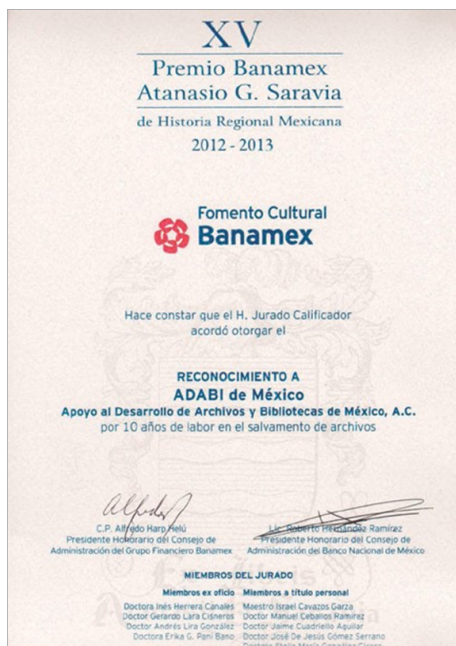 XV
Premio Banamex
Atanasio G. Saravia
de Historia Regional Mexicana
2012 - 2013
Fomento Cultural
Banamex
Hace constar que el H. Jurado Calificador
acordó otorgar el
RECONOCIMIENTO A
ADABI de México
Apoyo al Desarrollo de Archivos y Bibliotecas de México, A.C.
por 10 años de labor en el salvamento de archivos
C.P. Alfredo Harp Helú
Presidente Honorario del Consejo de
Administración del Grupo Financiero Banamex
Lic. Roberto Hernández Ramírez
Presidente Honorario del Consejo de
Administración del Banco Nacional de México
MIEMBROS DEL JURADO
Miembros ex oficio
Doctora Inés Herrera Canales
Doctor Gerardo Lara Cisneros
Doctor Andrés Lira González
Doctora Erika G. Pani Bano
Miembros a título personal
Maestro Israel Cavazos Garza
Doctor Manuel Ceballos Ramírez
Doctor Jaime Cuadriello Aguilar
Doctor José De Jesús Gómez Serrano